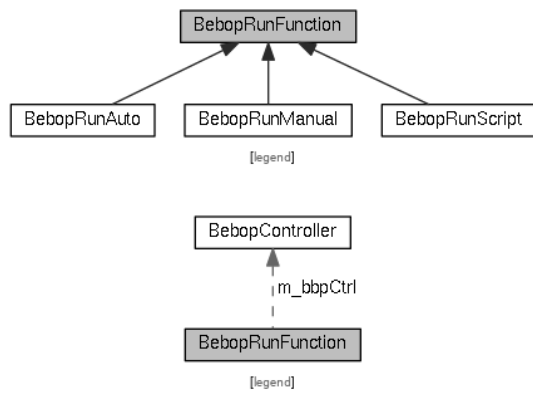 BebopRunFunction
BebopRunAuto BebopRunManual BebopRunScript
[legend]
BebopController
m_bbpCtrl
BebopRunFunction
[legend]